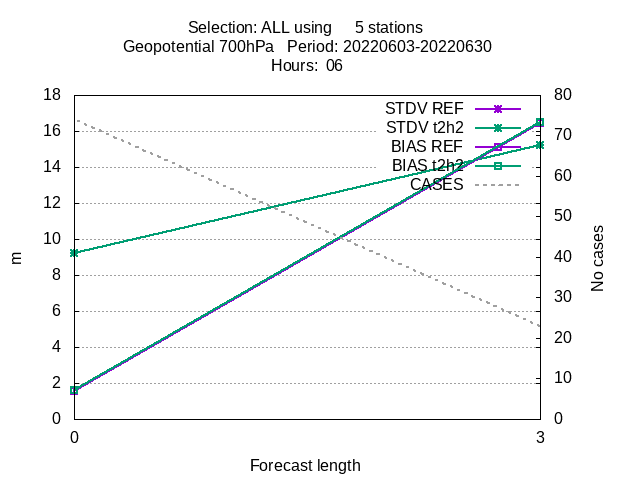 Selection: ALL using     5 stations
Geopotential 700hPa   Period: 20220603-20220630
Hours:  06
18
16
14
12
10
8
6
4
2
0
m
80
70
60
50
40
30
20
10
0
No cases
STDV REF
STDV t2h2
BIAS REF
BIAS t2h2
CASES
0
3
Forecast length